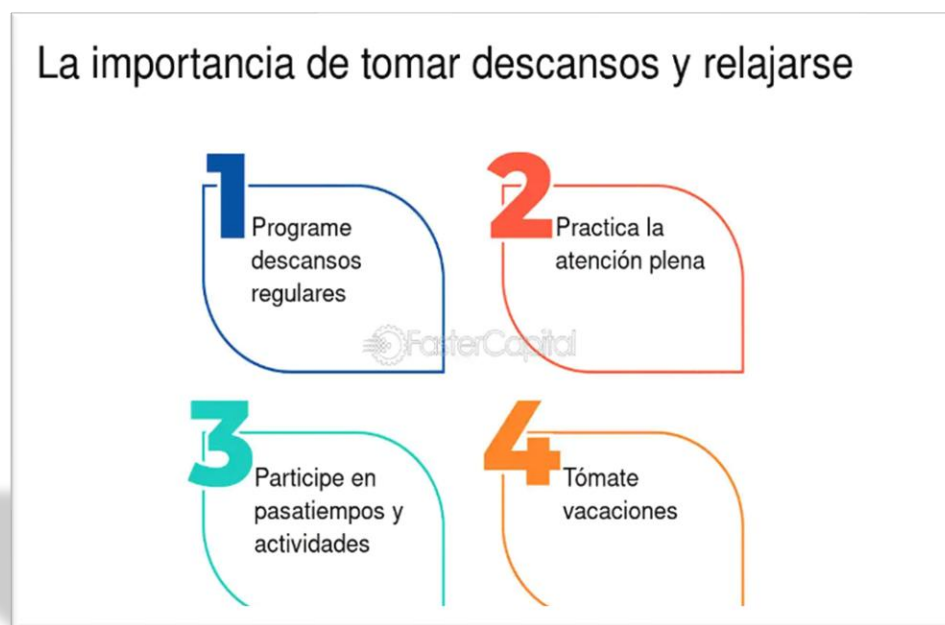 La importancia de tomar descansos y relajarse
1
Programe
descansos
regulares
2
Practica la
atención plena
FasterCapital
3
Participe en
pasatiempos y
actividades
4
Tómate
vacaciones